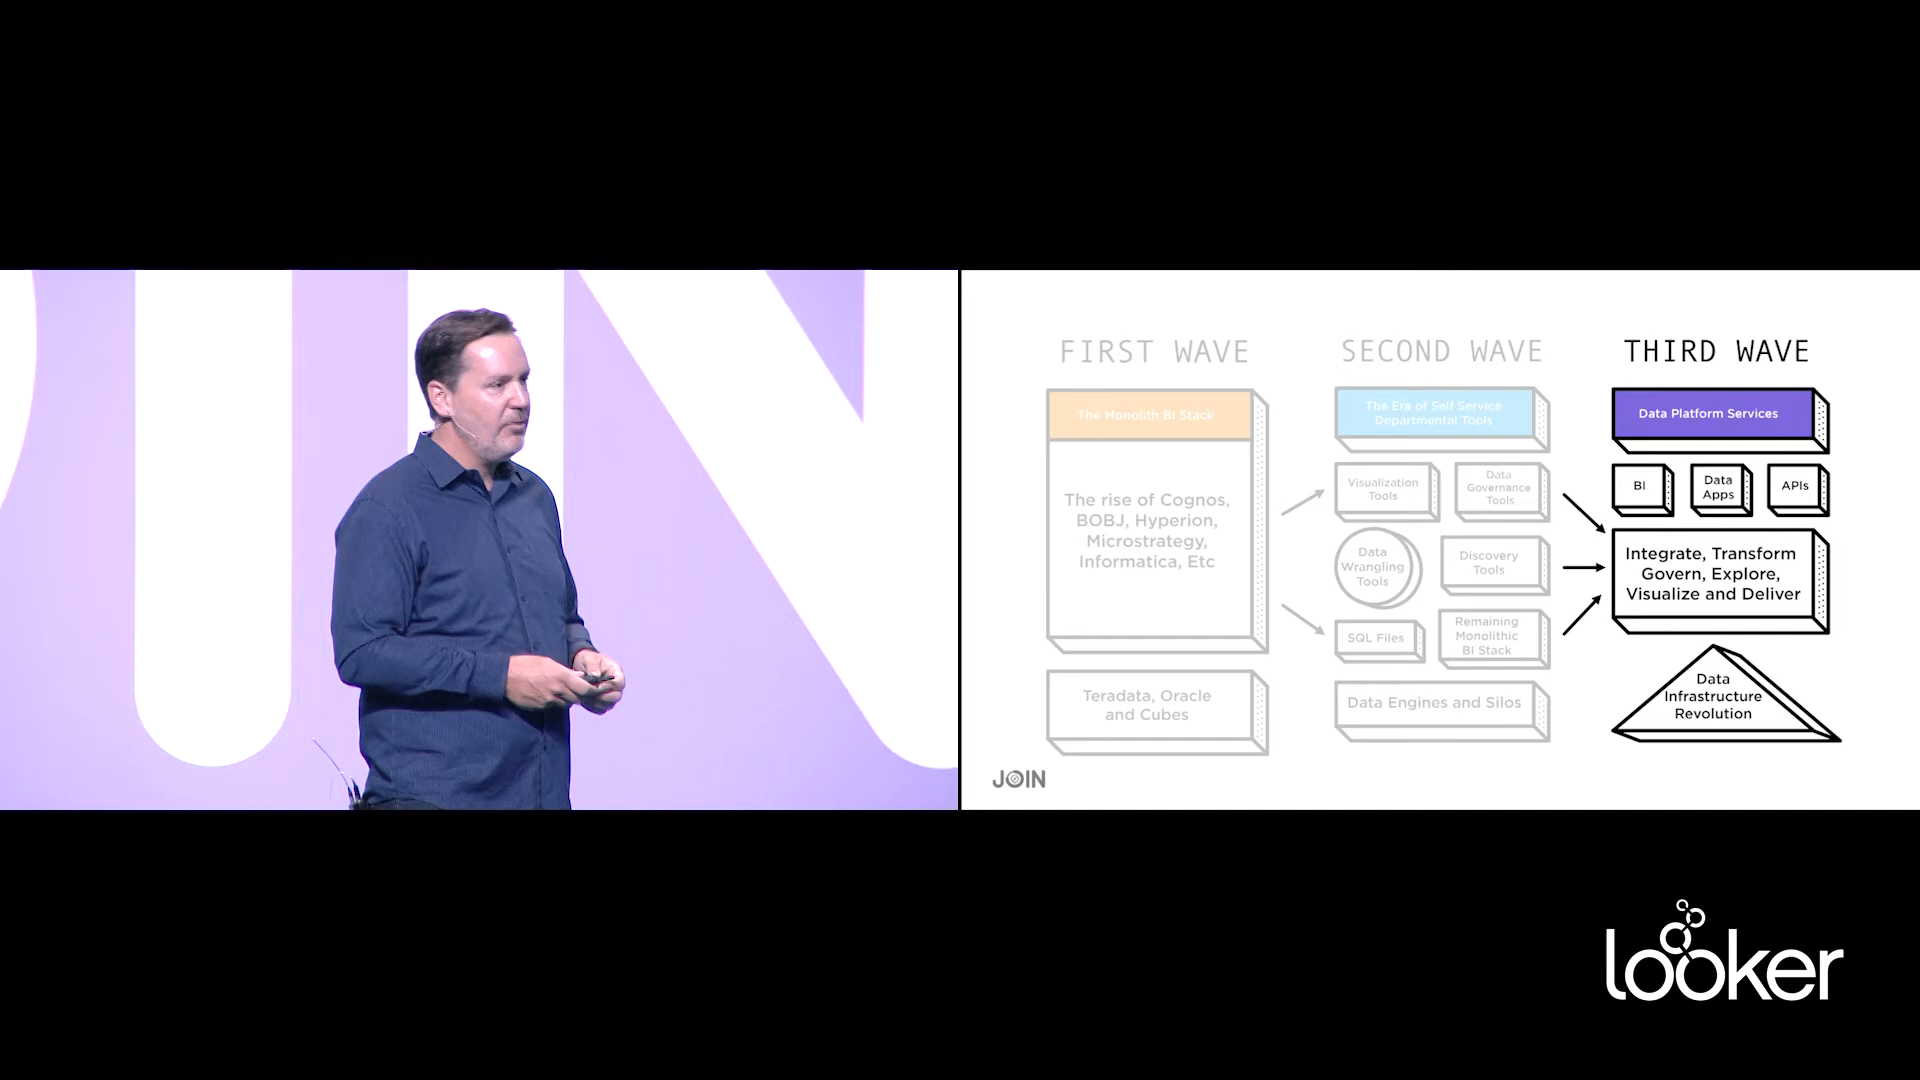 FIRST WAVE
The Monolith BI Stack
The rise of Cognos,
BOBJ, Hyperion,
Microstrategy,
Informatica, Etc
Teradata, Oracle
and Cubes
SECOND WAVE
The Era of Self Service
Departmental Tools
Visualization
Tools
Data
Governance
Tools
Data
Wrangling
Tools
Discovery
Tools
SQL Files
Remaining
Monolithic
BI Stack
Data Engines and Silos
THIRD WAVE
Data Platform Services
BI
Data
Apps
APIs
Integrate, Transform
Govern, Explore,
Visualize and Deliver
Data
Infrastructure
Revolution
JOIN
looker